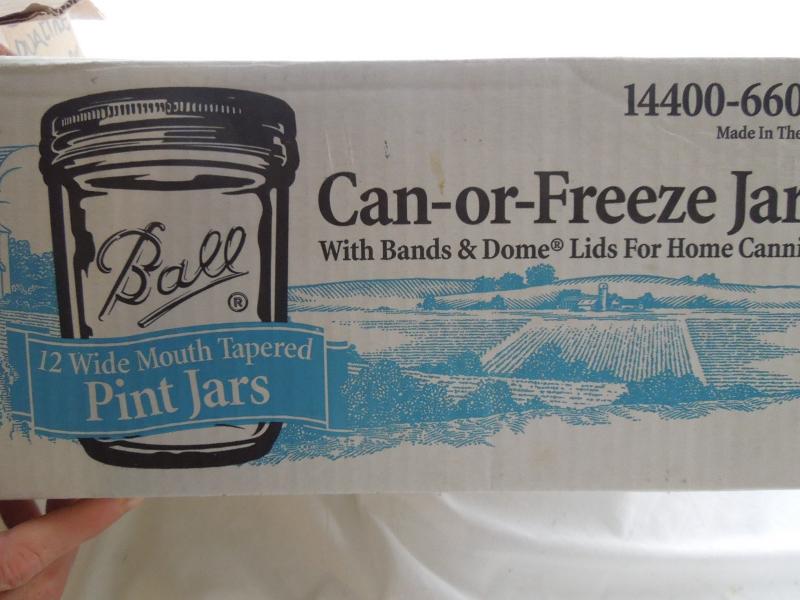 14400-660
Made In The
Can-or-Freeze Jar
With Bands & Dome® Lids For Home Canni
Ball®
12 Wide Mouth Tapered
Pint Jars